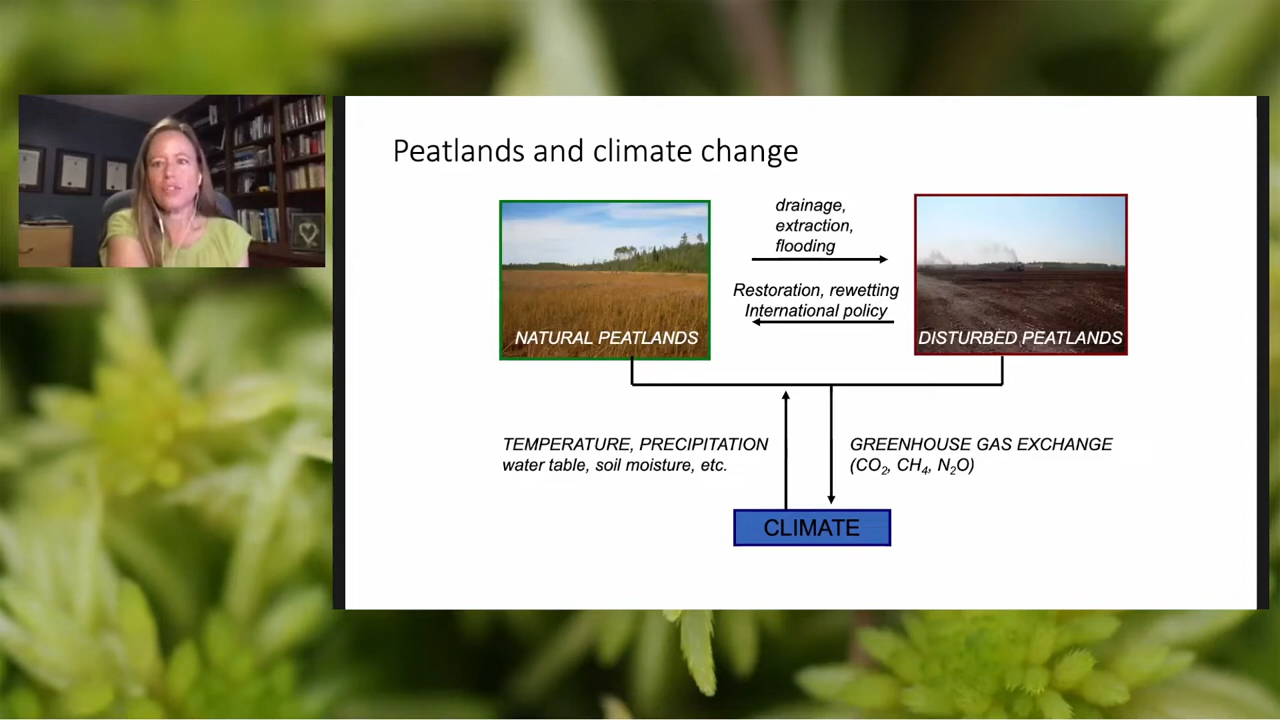 Peatlands and climate change
drainage,
extraction,
flooding
Restoration, rewetting
International policy
NATURAL PEATLANDS
DISTURBED PEATLANDS
TEMPERATURE, PRECIPITATION
water table, soil moisture, etc.
GREENHOUSE GAS EXCHANGE
(CO₂, CH₄, N₂O)
CLIMATE